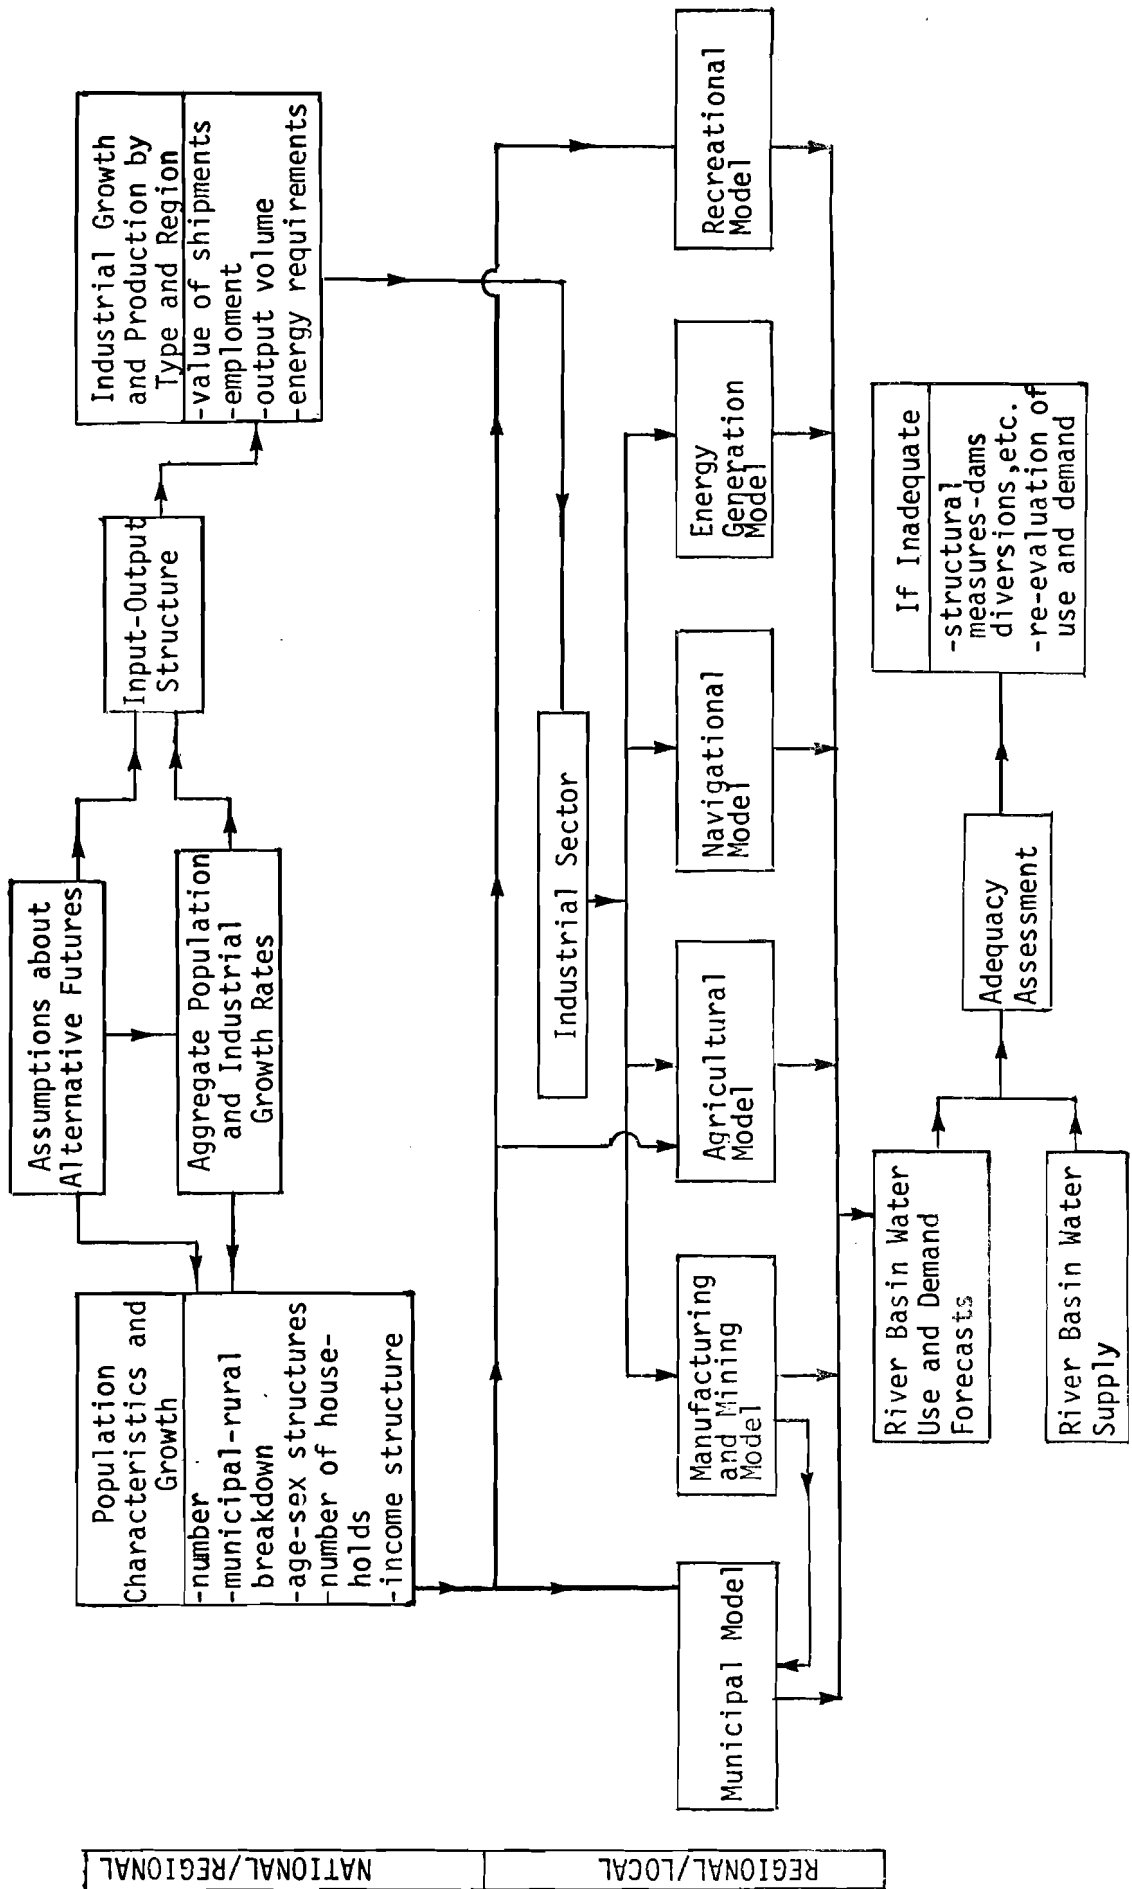 NATIONAL/REGIONAL
REGIONAL/LOCAL
Assumptions about
Alternative Futures
Aggregate Population
and Industrial
Growth Rates
Input-Output
Structure
Population
Characteristics and
Growth
-number
-municipal-rural
breakdown
-age-sex structures
-number of house-
holds
-income structure
Industrial Growth
and Production by
Type and Region
-value of shipments
-emploment
-output volume
-energy requirements
Industrial Sector
Municipal Model
Manufacturing
and Mining
Model
Agricultural
Model
Navigational
Model
Energy
Generation
Model
Recreational
Model
River Basin Water
Use and Demand
Forecasts
River Basin Water
Supply
Adequacy
Assessment
If Inadequate
-structural
measures-dams
diversions,etc.
-re-evaluation of
use and demand